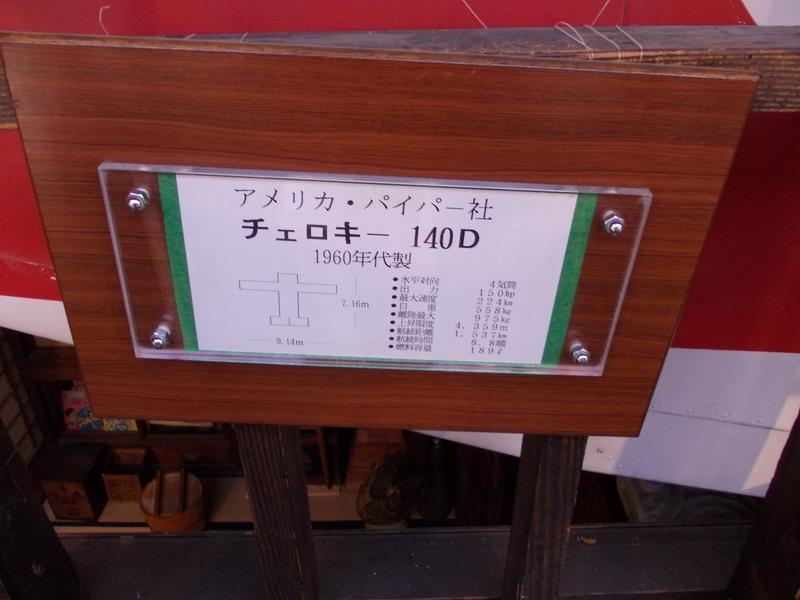 アメリカ・パイパー社
チェロキー 140D
1960年代製
7.16m
9.14m
●水平対向 4気筒
●出力 150hp
●最大速度 224km
●自重 558kg
●離陸最大 975kg
●上昇限度 4.359m
●航続距離 1.537km
●航続時間 8.8時間
●燃料容量 189ℓ